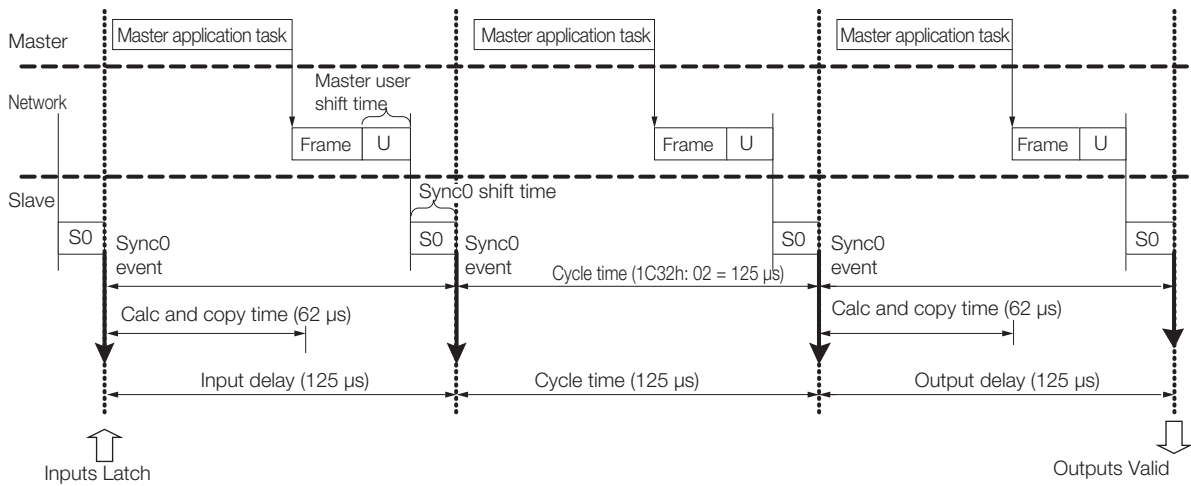 Master
Master application task
Master application task
Master application task
Network
Master user
shift time
Frame
U
Frame
U
Frame
U
Slave
Sync0 shift time
S0
Sync0
event
S0
Sync0
event
S0
Sync0
event
S0
Cycle time (1C32h: 02 = 125 µs)
Calc and copy time (62 µs)
Calc and copy time (62 µs)
Input delay (125 µs)
Cycle time (125 µs)
Output delay (125 µs)
Inputs Latch
Outputs Valid